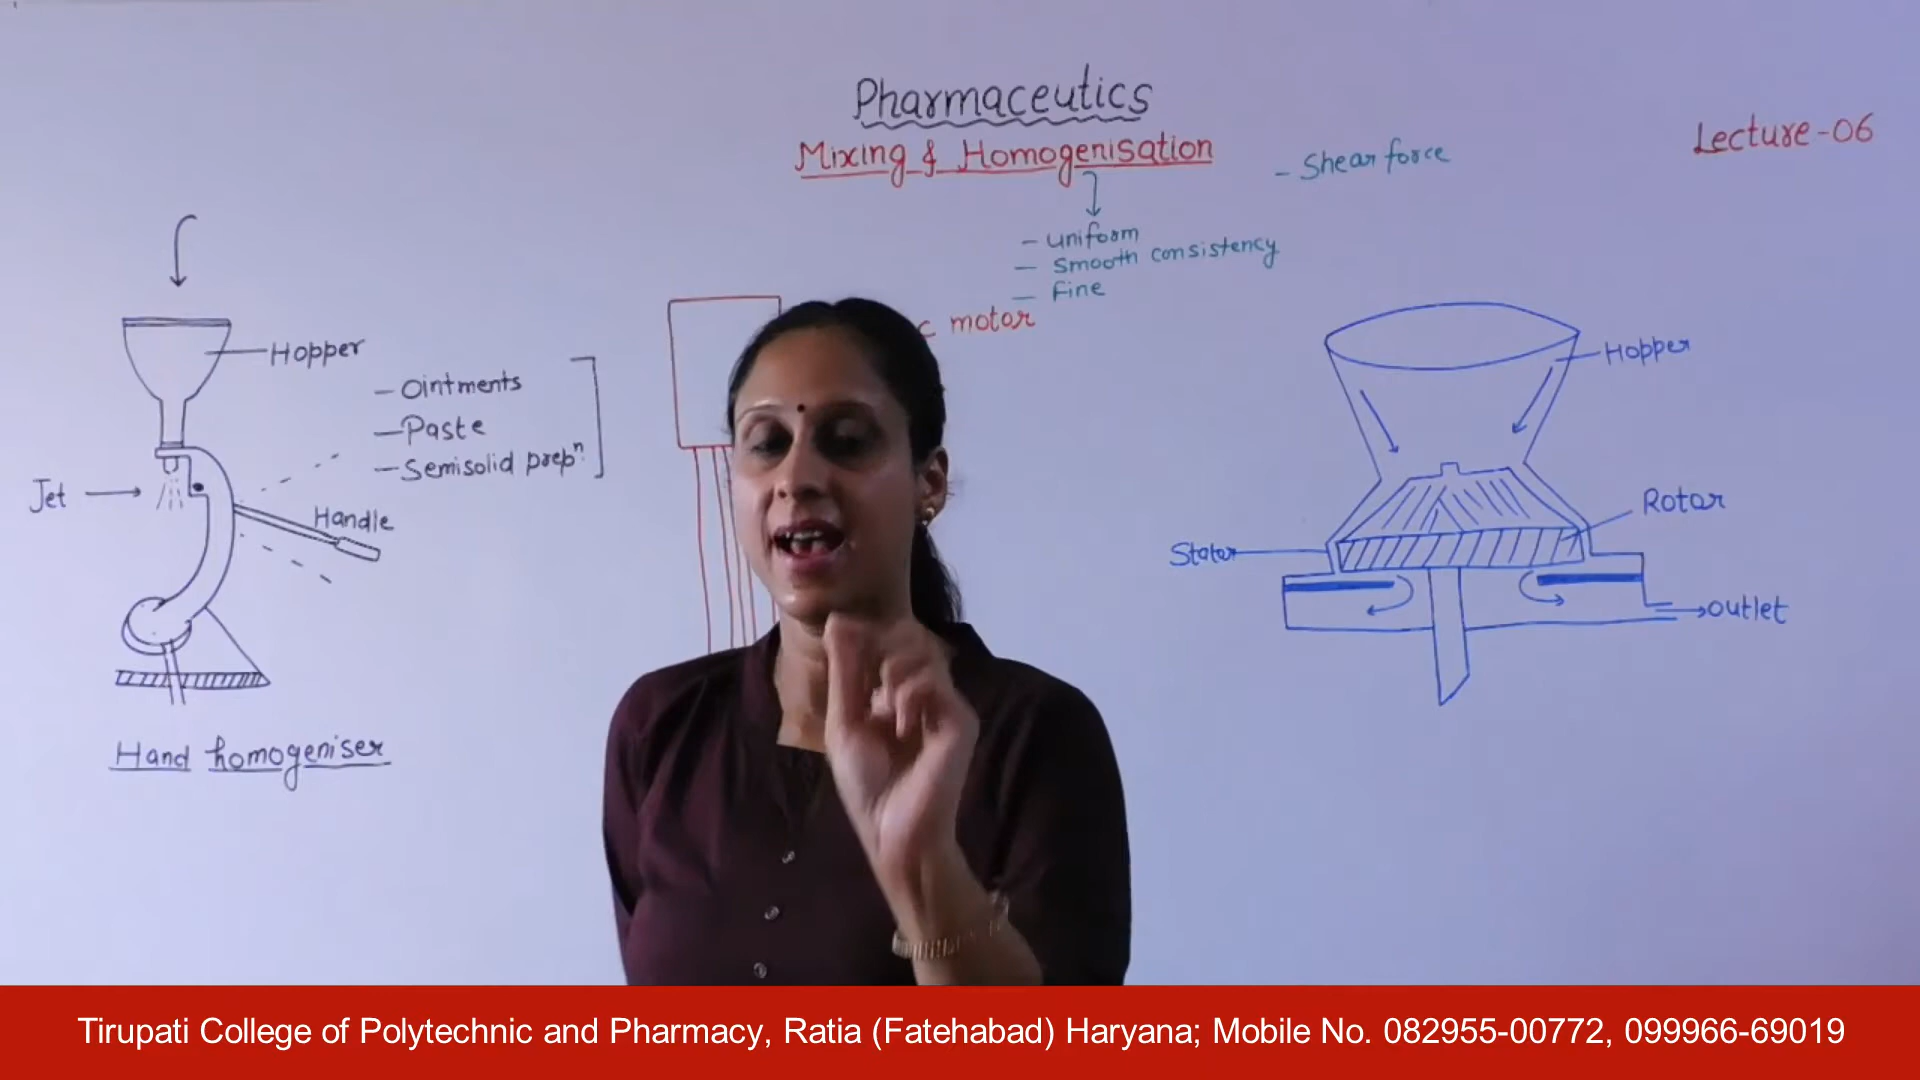 Pharmaceutics
Mixing & Homogenisation
- Shear force
Lecture-06
- uniform
- Smooth consistency
- Fine
motor
Hopper
- Ointments
- Paste
- Semisolid prepⁿ
Jet
Handle
Hand homogeniser
Hopper
Rotor
Stator
outlet
Tirupati College of Polytechnic and Pharmacy, Ratia (Fatehabad) Haryana; Mobile No. 082955-00772, 099966-69019